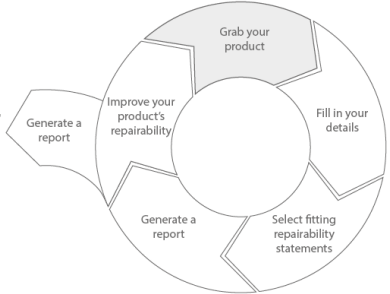 Grab your
product
Fill in your
details
Select fitting
repairability
statements
Generate a
report
Improve your
product's
repairability
Generate a
report